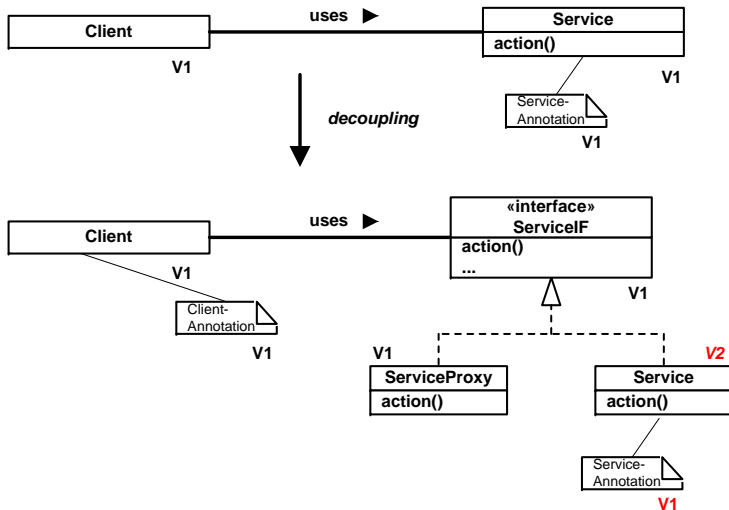 uses ►
Client
Service
action()
V1
V1
Service-
Annotation
V1
decoupling
«interface»
ServiceIF
uses ►
Client
action()
...
V1
V1
Client-
Annotation
V1
V1
V2
ServiceProxy
Service
action()
action()
Service-
Annotation
V1